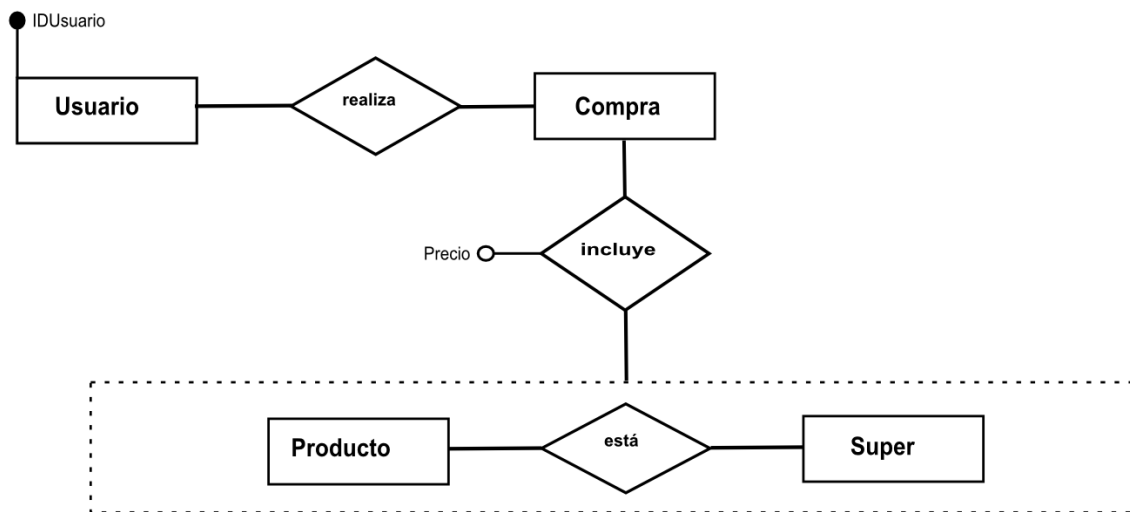 IDUsuario
Usuario
realiza
Compra
Precio
incluye
Producto
está
Super